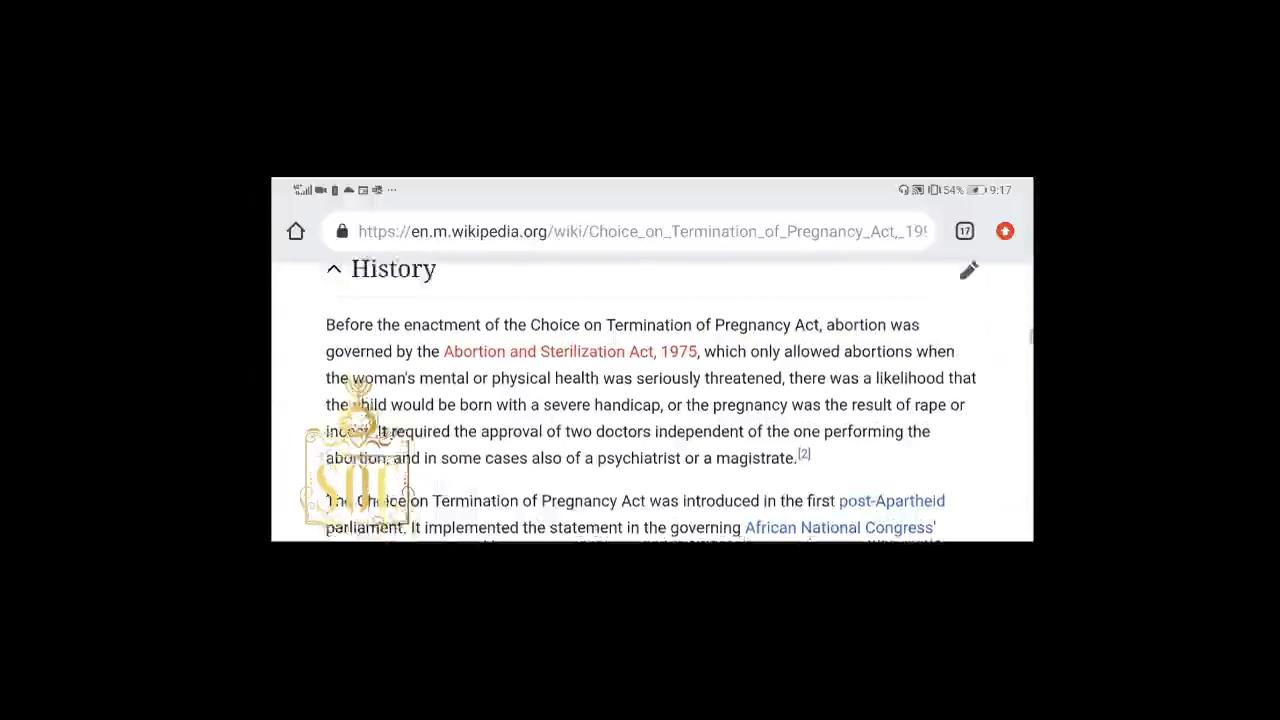 54% 9:17
https://en.m.wikipedia.org/wiki/Choice_on_Termination_of_Pregnancy_Act,_199
17
History
Before the enactment of the Choice on Termination of Pregnancy Act, abortion was
governed by the Abortion and Sterilization Act, 1975, which only allowed abortions when
the woman's mental or physical health was seriously threatened, there was a likelihood that
the child would be born with a severe handicap, or the pregnancy was the result of rape or
incest. It required the approval of two doctors independent of the one performing the
abortion, and in some cases also of a psychiatrist or a magistrate.[2]
The Choice on Termination of Pregnancy Act was introduced in the first post-Apartheid
parliament. It implemented the statement in the governing African National Congress'